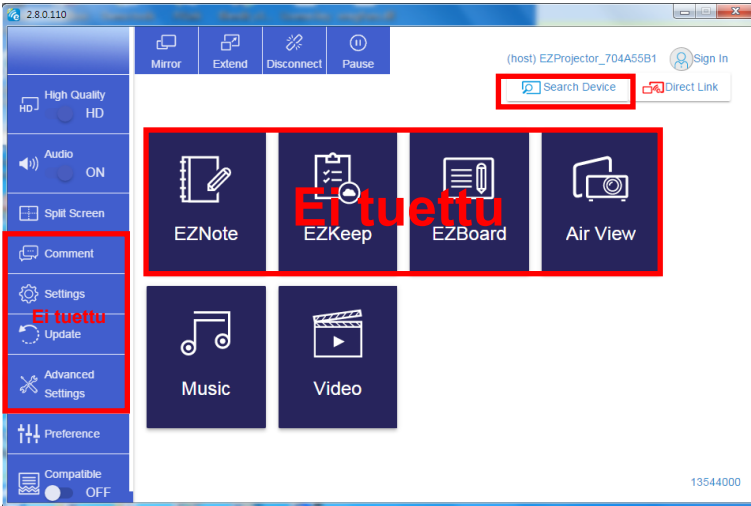 2.8.0.110
Mirror
Extend
Disconnect
Pause
(host) EZProjector_704A55B1
Sign In
Search Device
Direct Link
High Quality
HD
HD
Audio
ON
Split Screen
Comment
Settings
Ei tuettu
Update
Advanced
Settings
Preference
Compatible
OFF
EZNote
EZKeep
EZBoard
Air View
Ei tuettu
Music
Video
13544000